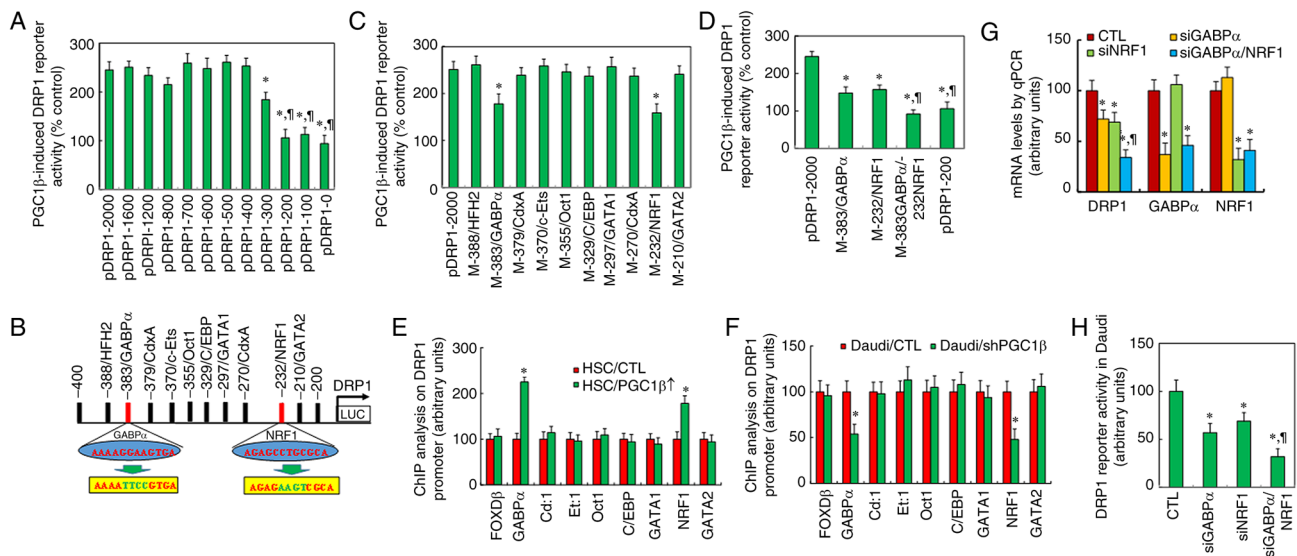 A
PGC1β-induced DRP1 reporter
activity (% control)
300
200
100
0
*
*,¶
*,¶
*,¶
pDRP1-2000
pDRP1-1600
pDRPl-1200
pDRP1-800
pDRP1-700
pDRP1-600
pDRP1-500
pDRP1-400
pDRP1-300
pDRP1-200
pDRP1-100
pDRP1-0
C
PGC1β-induced DRP1 reporter
activity (% control)
300
200
100
0
*
*
pDRP1-2000
M-388/HFH2
M-383/GABPα
M-379/CdxA
M-370/c-Ets
M-355/Oct1
M-329/C/EBP
M-297/GATA1
M-270/CdxA
M-232/NRF1
M-210/GATA2
D
PGC1β-induced DRP1
reporter activity (% control)
300
200
150
100
50
0
*
*
*,¶
*,¶
pDRP1-2000
M-383/GABPα
M-232/NRF1
M-383GABPα/-
232NRF1
pDRP1-200
G
CTL
siGABPα
siNRF1
siGABPα/NRF1
mRNA levels by qPCR
(arbitrary units)
150
100
50
0
*
*
*,¶
*
*
*
*
DRP1
GABPα
NRF1
B
-400
-388/HFH2
-383/GABPα
-379/CdxA
-370/c-Ets
-355/Oct1
-329/C/EBP
-297/GATA1
-270/CdxA
-232/NRF1
-210/GATA2
-200
DRP1
LUC
GABPα
AAAAGGAAGTGA
AAAATTCCGTGA
NRF1
AGAGCCTGCGCA
AGAGAAGTCGCA
E
ChIP analysis on DRP1
promoter (arbitrary units)
300
200
150
100
50
0
HSC/CTL
HSC/PGC1β↑
*
*
FOXDβ
GABPα
Cd:1
Et:1
Oct1
C/EBP
GATA1
NRF1
GATA2
F
ChIP analysis on DRP1
promoter (arbitrary units)
150
100
50
0
Daudi/CTL
Daudi/shPGC1β
*
*
FOXDβ
GABPα
Cd:1
Et:1
Oct1
C/EBP
GATA1
NRF1
GATA2
H
DRP1 reporter activity in Daudi
(arbitrary units)
150
100
50
0
*
*
*,¶
CTL
siGABPα
siNRF1
siGABPα/
NRF1